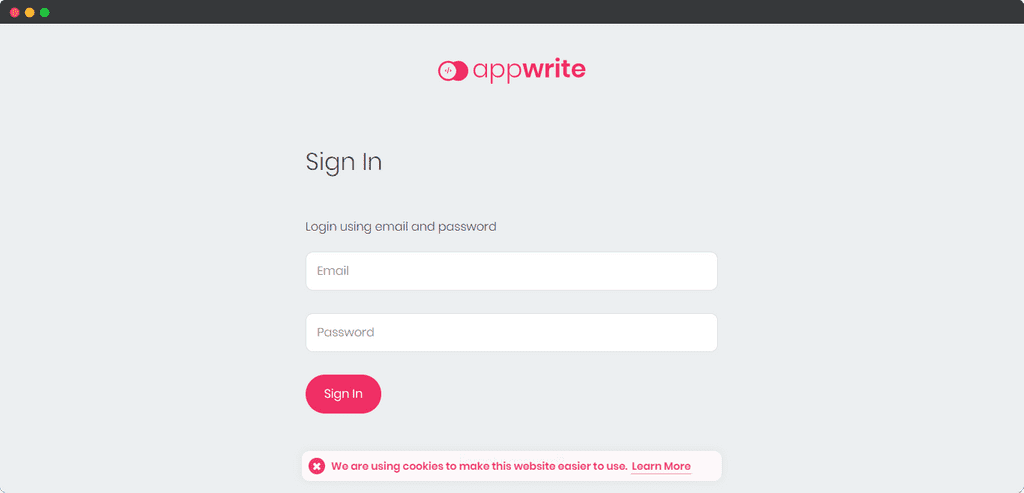 appwrite
Sign In
Login using email and password
Email
Password
Sign In
We are using cookies to make this website easier to use. Learn More